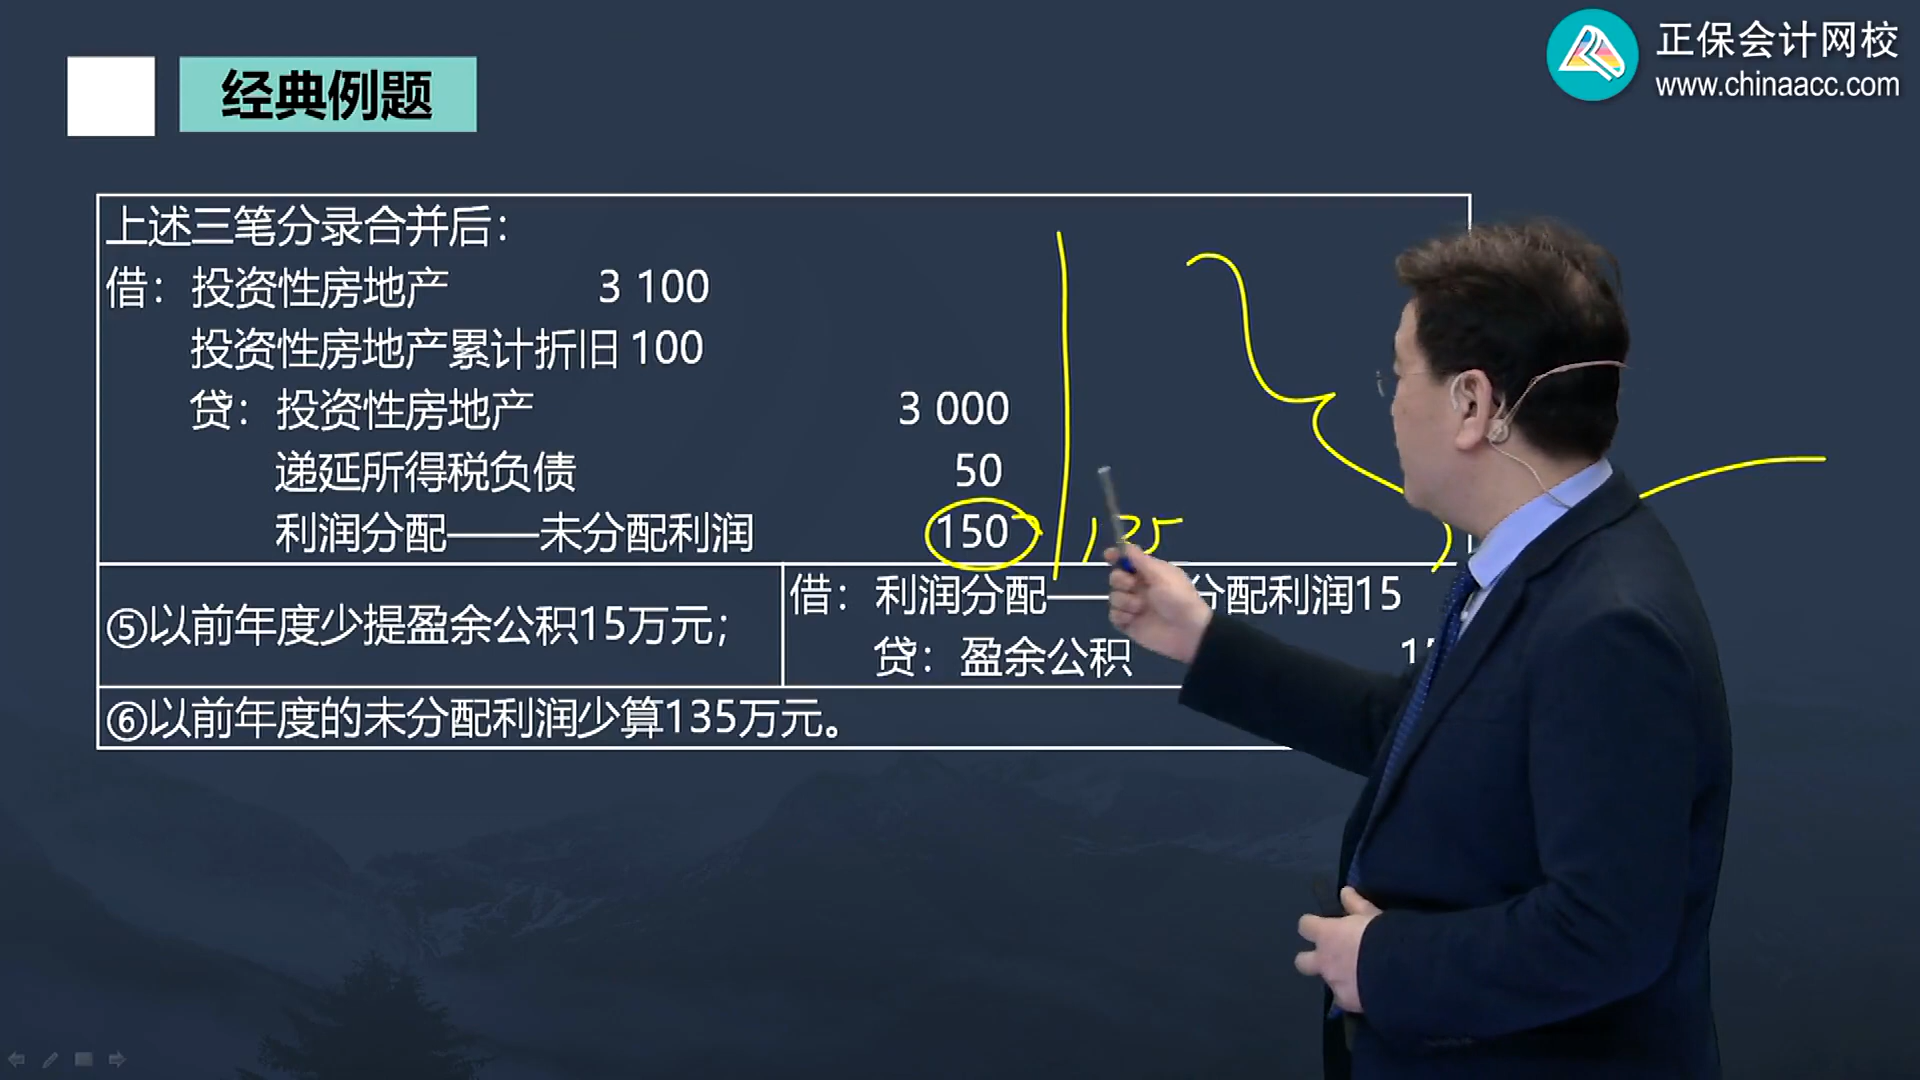 正保会计网校
www.chinaacc.com
经典例题
上述三笔分录合并后：
借：投资性房地产 3 100
投资性房地产累计折旧 100
贷：投资性房地产 3 000
递延所得税负债 50
利润分配——未分配利润 150 135
⑤以前年度少提盈余公积15万元；
借：利润分配—— 分配利润15
贷：盈余公积
⑥以前年度的未分配利润少算135万元。